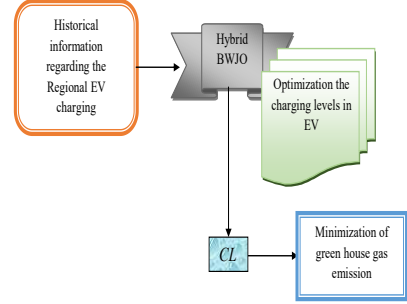 Historical
information
regarding the
Regional EV
charging
Hybrid
BWJO
Optimization the
charging levels in
EV
CL
Minimization of
green house gas
emission